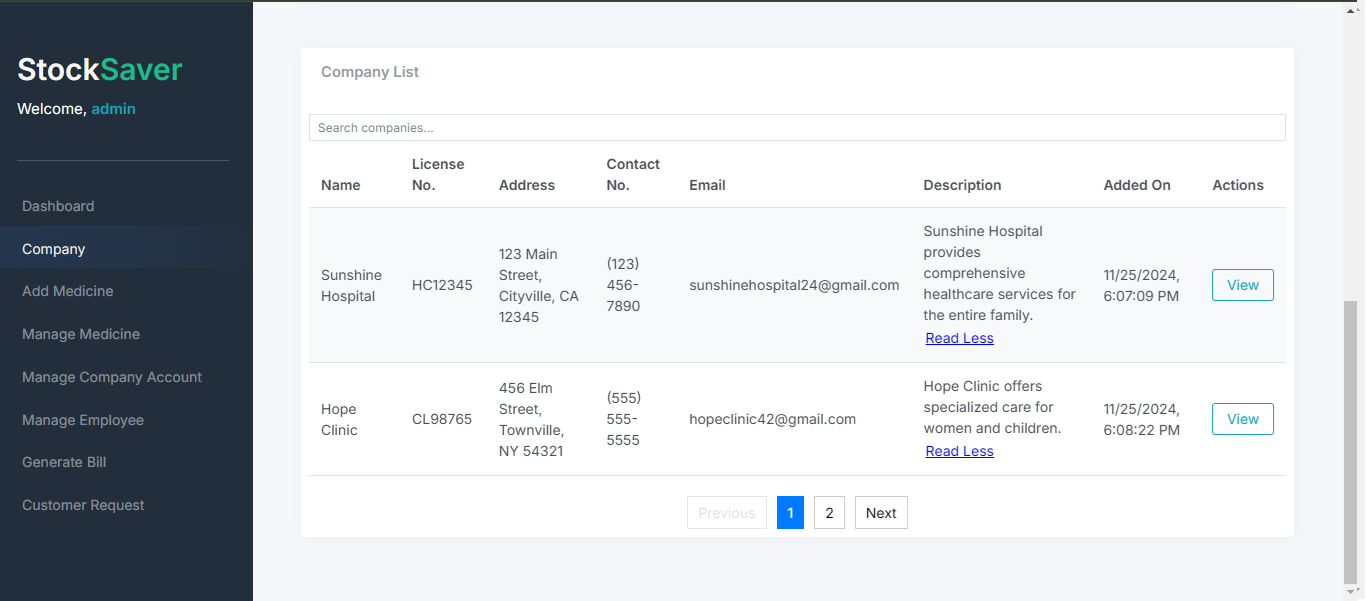 StockSaver
Welcome, admin
Dashboard
Company
Add Medicine
Manage Medicine
Manage Company Account
Manage Employee
Generate Bill
Customer Request
Company List
Search companies...
Name
License
No.
Address
Contact
No.
Email
Description
Added On
Actions
Sunshine
Hospital
HC12345
123 Main
Street,
Cityville, CA
12345
(123)
456-
7890
sunshinehospital24@gmail.com
Sunshine Hospital
provides
comprehensive
healthcare services for
the entire family.
Read Less
11/25/2024,
6:07:09 PM
View
Hope
Clinic
CL98765
456 Elm
Street,
Townville,
NY 54321
(555)
555-
5555
hopeclinic42@gmail.com
Hope Clinic offers
specialized care for
women and children.
Read Less
11/25/2024,
6:08:22 PM
View
Previous
1
2
Next